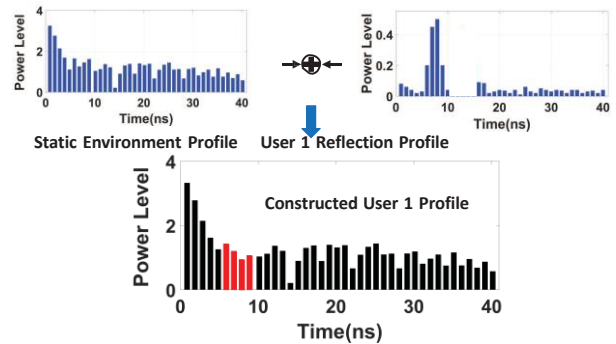 Power Level
4
2
0
0 10 20 30 40
Time(ns)
Power Level
0.4
0.2
0
0 10 20 30 40
Time(ns)
Static Environment Profile
User 1 Reflection Profile
Constructed User 1 Profile
Power Level
4
2
0
0 10 20 30 40
Time(ns)